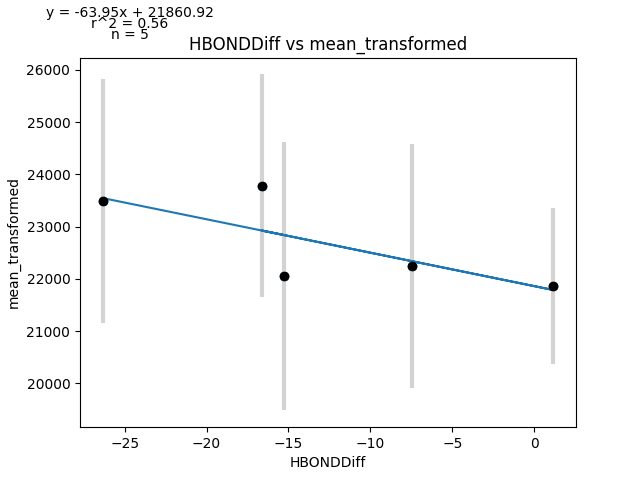 y = -63.95x + 21860.92
r^2 = 0.56
n = 5
HBONDDiff vs mean_transformed
26000
25000
24000
23000
22000
21000
20000
mean_transformed
−25
−20
−15
−10
−5
0
HBONDDiff